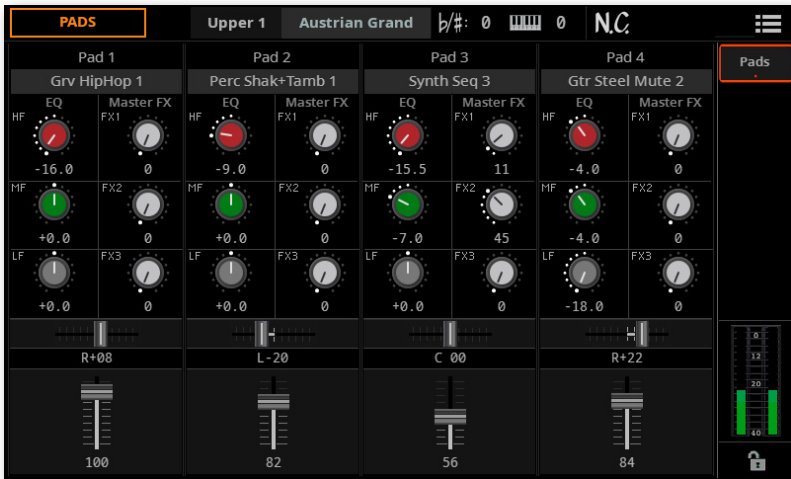 PADS Upper 1 Austrian Grand b/#: 0 0 N.C.
Pad 1 Pad 2 Pad 3 Pad 4 Pads
Grv HipHop 1 Perc Shak+Tamb 1 Synth Seq 3 Gtr Steel Mute 2
EQ Master FX EQ Master FX EQ Master FX EQ Master FX
HF FX1 HF FX1 HF FX1 HF FX1
-16.0 0 -9.0 0 -15.5 11 -4.0 0
MF FX2 MF FX2 MF FX2 MF FX2
+0.0 0 +0.0 0 -7.0 45 -4.0 0
LF FX3 LF FX3 LF FX3 LF FX3
+0.0 0 +0.0 0 +0.0 0 -18.0 0
R+08 L-20 C 00 R+22
100 82 56 84
0
12
20
40